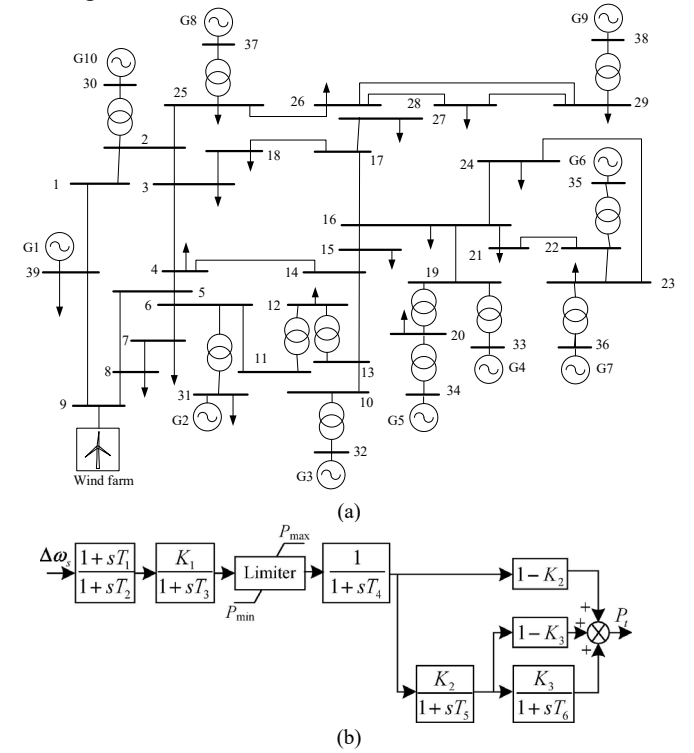 G8
37
G9
38
G10
30
25
26
28
27
29
2
18
17
24
G6
35
1
3
16
15
21
22
G1
39
4
14
19
23
5
6
12
20
33
36
7
11
13
G4
G7
8
31
10
34
9
G2
G5
32
Wind farm
G3
(a)
Δω_s
1 + sT_1
1 + sT_2
K_1
1 + sT_3
P_max
Limiter
P_min
1
1 + sT_4
1 − K_2
+
+
+
P_t
1 − K_3
K_2
1 + sT_5
K_3
1 + sT_6
(b)